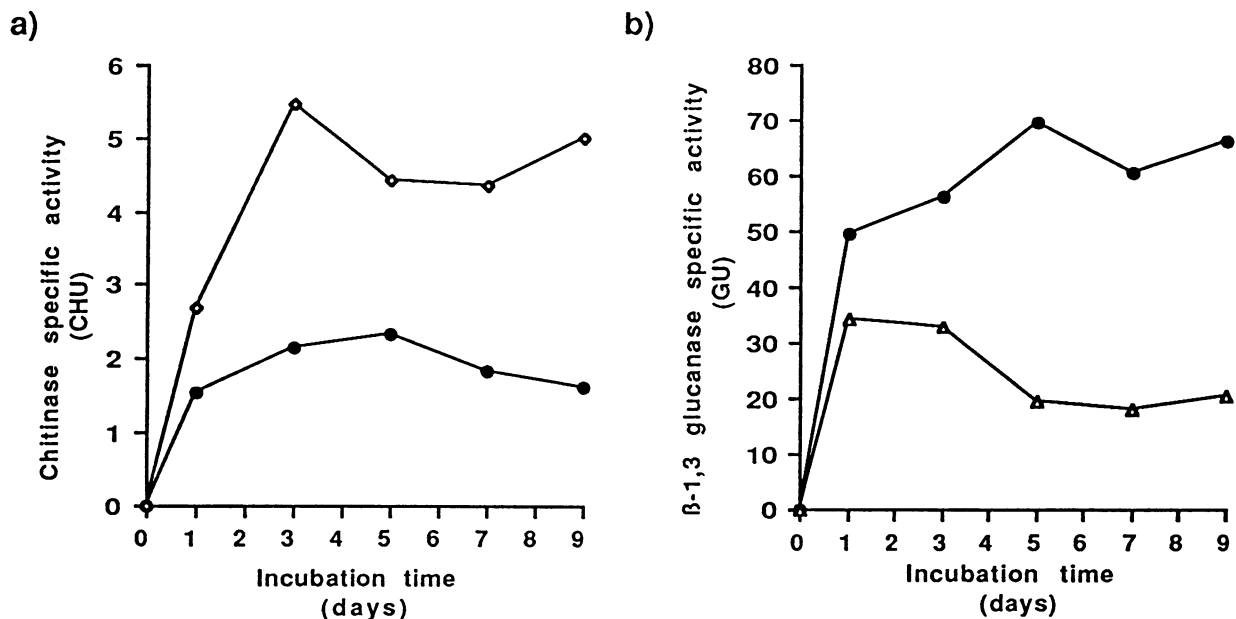 a)
Chitinase specific activity
(CHU)
6
5
4
3
2
1
0
0 1 2 3 4 5 6 7 8 9
Incubation time
(days)
b)
ß-1,3 glucanase specific activity
(GU)
80
70
60
50
40
30
20
10
0
0 1 2 3 4 5 6 7 8 9
Incubation time
(days)